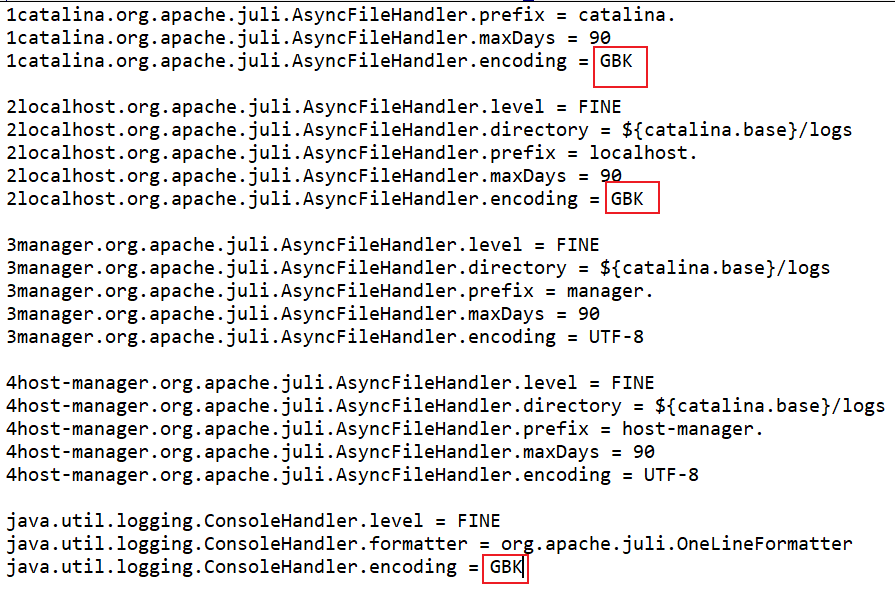 1catalina.org.apache.juli.AsyncFileHandler.prefix = catalina.
1catalina.org.apache.juli.AsyncFileHandler.maxDays = 90
1catalina.org.apache.juli.AsyncFileHandler.encoding = GBK
2localhost.org.apache.juli.AsyncFileHandler.level = FINE
2localhost.org.apache.juli.AsyncFileHandler.directory = ${catalina.base}/logs
2localhost.org.apache.juli.AsyncFileHandler.prefix = localhost.
2localhost.org.apache.juli.AsyncFileHandler.maxDays = 90
2localhost.org.apache.juli.AsyncFileHandler.encoding = GBK
3manager.org.apache.juli.AsyncFileHandler.level = FINE
3manager.org.apache.juli.AsyncFileHandler.directory = ${catalina.base}/logs
3manager.org.apache.juli.AsyncFileHandler.prefix = manager.
3manager.org.apache.juli.AsyncFileHandler.maxDays = 90
3manager.org.apache.juli.AsyncFileHandler.encoding = UTF-8
4host-manager.org.apache.juli.AsyncFileHandler.level = FINE
4host-manager.org.apache.juli.AsyncFileHandler.directory = ${catalina.base}/logs
4host-manager.org.apache.juli.AsyncFileHandler.prefix = host-manager.
4host-manager.org.apache.juli.AsyncFileHandler.maxDays = 90
4host-manager.org.apache.juli.AsyncFileHandler.encoding = UTF-8
java.util.logging.ConsoleHandler.level = FINE
java.util.logging.ConsoleHandler.formatter = org.apache.juli.OneLineFormatter
java.util.logging.ConsoleHandler.encoding = GBK